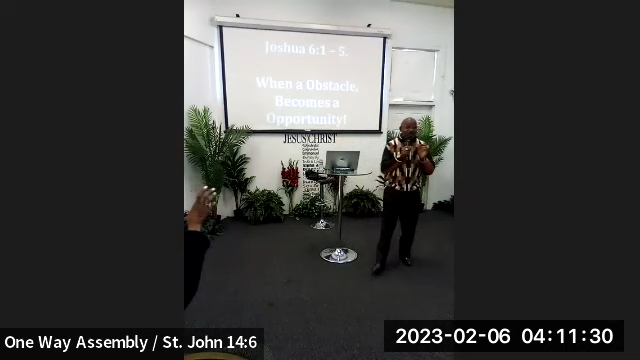 Joshua 6:1 - 5.
When a Obstacle,
Becomes a
Opportunity!
JESUS CHRIST
One Way Assembly / St. John 14:6
2023-02-06 04:11:30